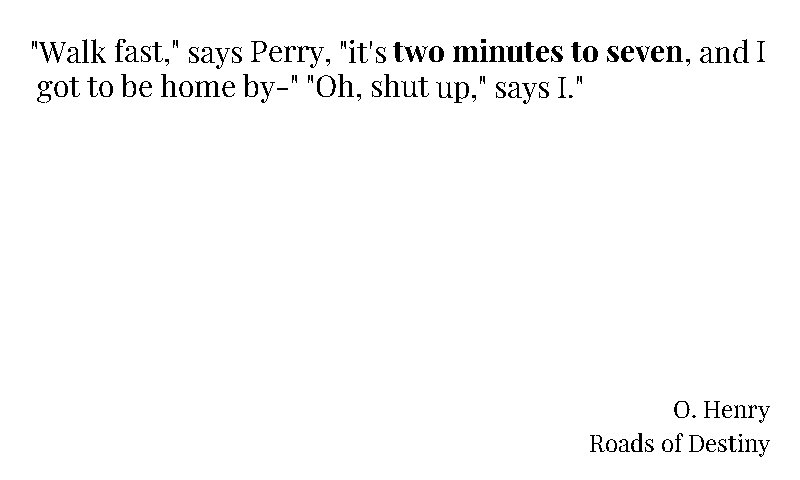 "Walk fast," says Perry, "it's two minutes to seven, and I
got to be home by-" "Oh, shut up," says I."
O. Henry
Roads of Destiny